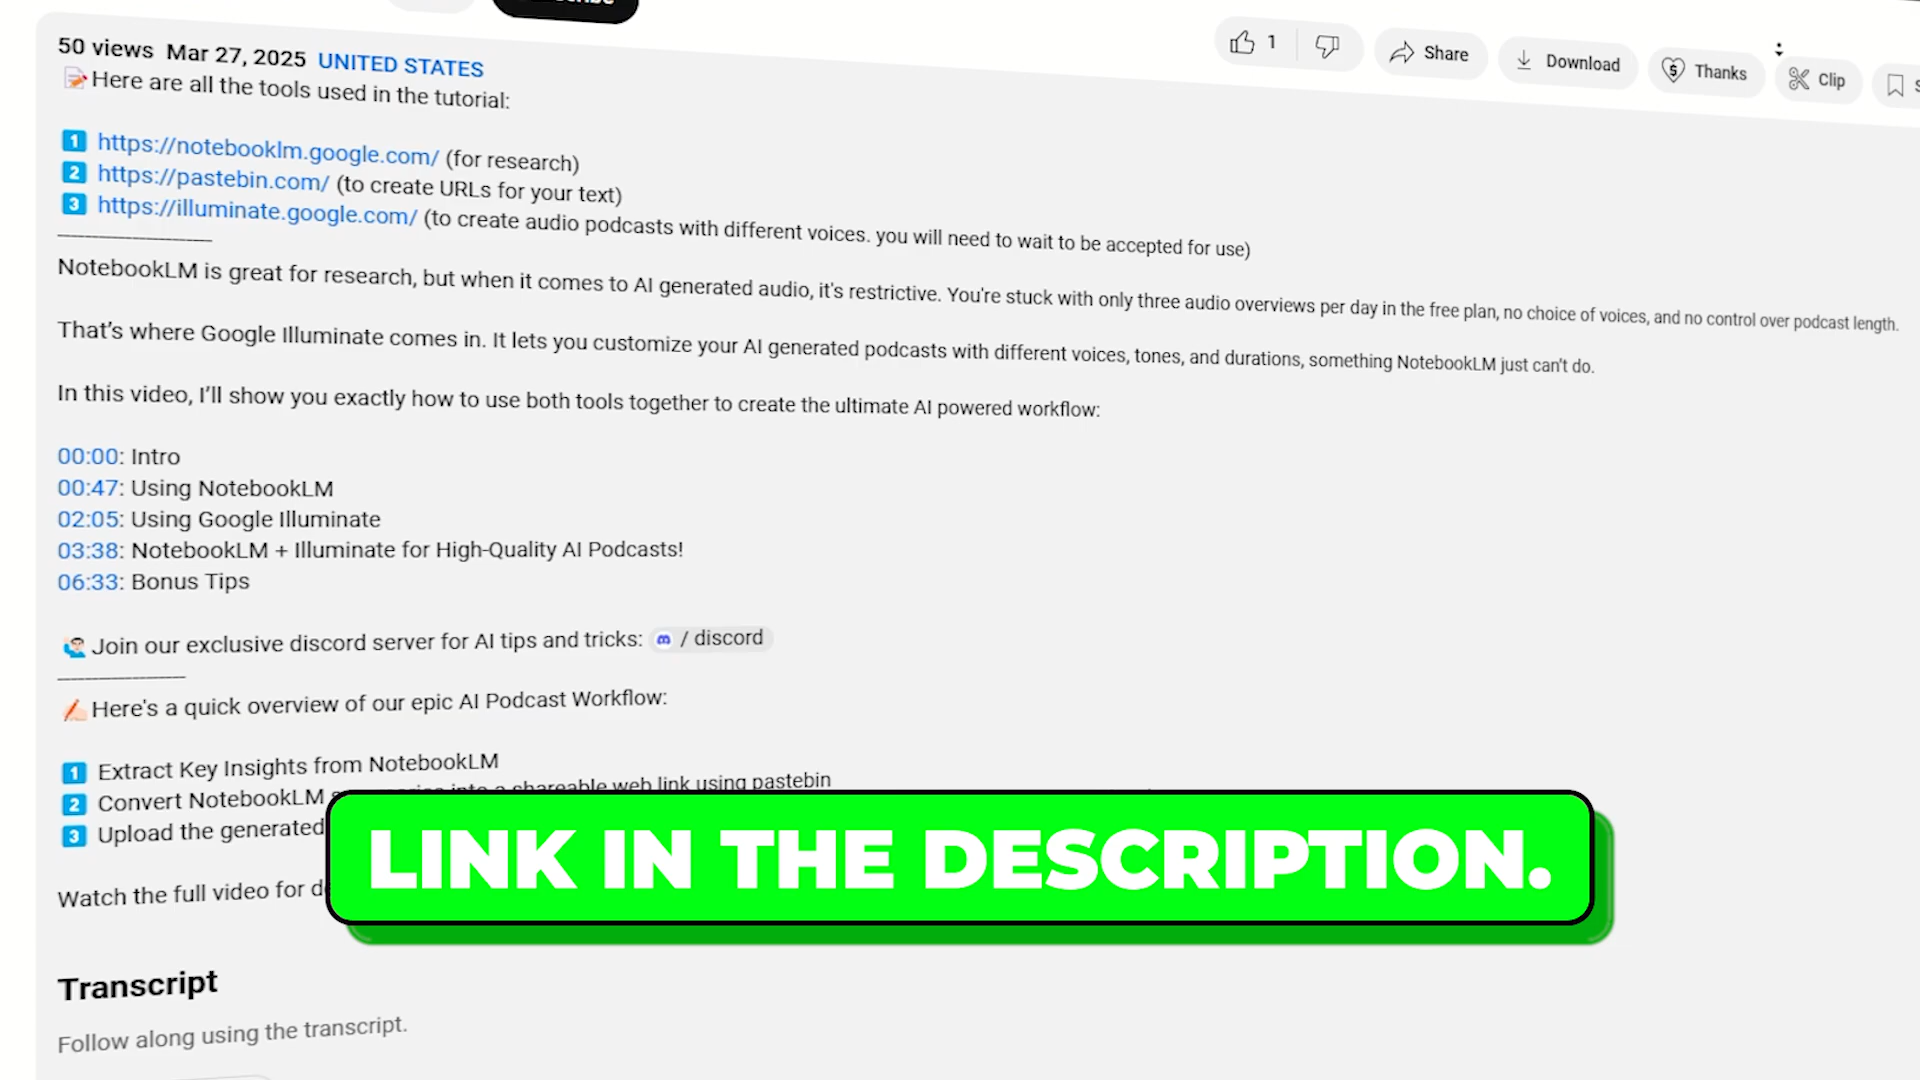 50 views Mar 27, 2025 UNITED STATES
1 Share Download Thanks Clip
Here are all the tools used in the tutorial:
1 https://notebooklm.google.com/ (for research)
2 https://pastebin.com/ (to create URLs for your text)
3 https://illuminate.google.com/ (to create audio podcasts with different voices. you will need to wait to be accepted for use)
NotebookLM is great for research, but when it comes to AI generated audio, it's restrictive. You're stuck with only three audio overviews per day in the free plan, no choice of voices, and no control over podcast length.
That's where Google Illuminate comes in. It lets you customize your AI generated podcasts with different voices, tones, and durations, something NotebookLM just can't do.
In this video, I'll show you exactly how to use both tools together to create the ultimate AI powered workflow:
00:00: Intro
00:47: Using NotebookLM
02:05: Using Google Illuminate
03:38: NotebookLM + Illuminate for High-Quality AI Podcasts!
06:33: Bonus Tips
Join our exclusive discord server for AI tips and tricks: / discord
Here's a quick overview of our epic AI Podcast Workflow:
1 Extract Key Insights from NotebookLM
2 Convert NotebookLM into a shareable web link using pastebin
3 Upload the generated
Watch the full video for
LINK IN THE DESCRIPTION.
Transcript
Follow along using the transcript.